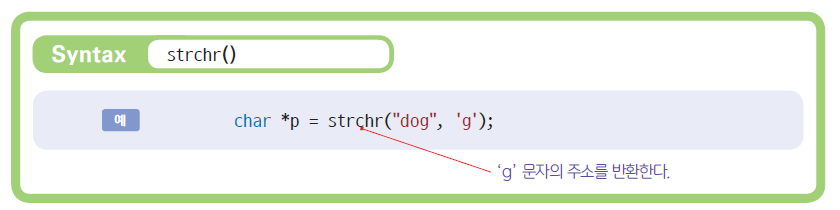 Syntax strchr()
예 char *p = strchr("dog", 'g');
‘g’ 문자의 주소를 반환한다.